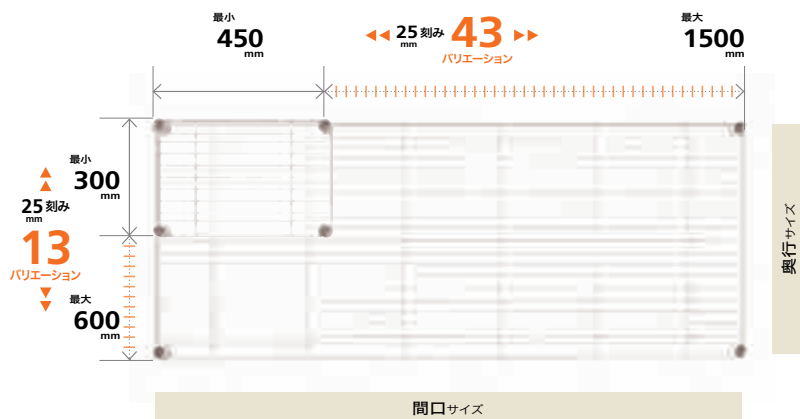 最小
450
mm
25 刻み
mm
43
バリエーション
最大
1500
mm
最小
300
mm
25 刻み
mm
13
バリエーション
最大
600
mm
奥行サイズ
間口サイズ